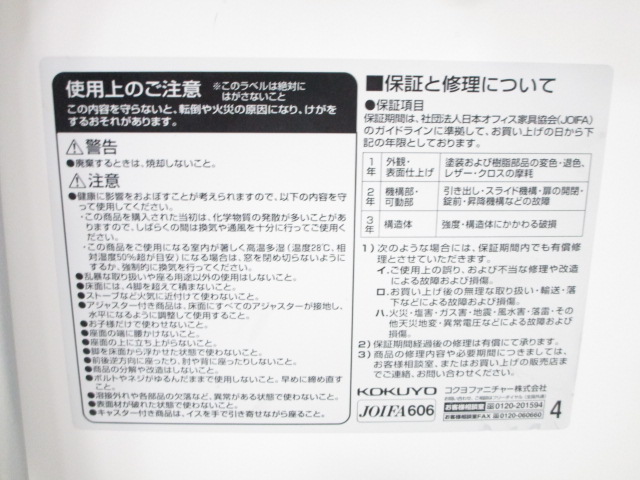 使用上のご注意 ※このラベルは絶対に
はがさないこと
この内容を守らないと、転倒や火災の原因になり、けがを
するおそれがあります。
⚠警告
●廃棄するときは、焼却しないこと。
⚠注意
●健康に影響をおよぼすことが考えられますので、以下の内容を守
って使用してください。
・この商品を購入された当初は、化学物質の発散が多いことがあり
ますので、しばらくの間は換気や通風を十分に行ってご使用く
ださい。
・この商品をご使用になる室内が著しく高温多湿(温度28℃、相
対湿度50%超が目安)になる場合は、窓を閉め切らないようにす
るか、強制的に換気を行ってください。
●乱暴な取り扱いや座る用途以外の使用はしないこと。
●床面には、4脚を超えて積まないこと。
●ストーブなど火気に近付けて使わないこと。
●アジャスター付き商品は、床面にすべてのアジャスターが接地し、
水平になるように調整して使用すること。
●お子様だけで使わせないこと。
●座面の端に腰かけないこと。
●座面の上に立ち上がらないこと。
●脚を床面から浮かせた状態で使わないこと。
●前後逆方向に座ったり、肘や背に座ったりしないこと。
●商品の分解や改造はしないこと。
●ボルトやネジがゆるんだままで使用しないこと。早めに締め直す
こと。
●溶接外れや各部品の欠落など、異常がある状態で使わないこと。
●表面材が破れた状態で使わないこと。
●キャスター付き商品は、イスを手で引き寄せながら座ること。
■保証と修理について
●保証項目
保証期間は、社団法人日本オフィス家具協会(JOIFA)
のガイドラインに準拠して、お買い上げの日から下
記の年限としております。
1年 外観・表面仕上げ 塗装および樹脂部品の変色・退色、レザー・クロスの摩耗
2年 機構部・可動部 引き出し・スライド機構・扉の開閉・錠前・昇降機構などの故障
3年 構造体 強度・構造体にかかわる破損
1)次のような場合には、保証期間内でも有償修
理とさせていただきます。
イ.ご使用上の誤り、および不当な修理や改造
による故障および損傷。
ロ.お買い上げ後の無理な取り扱い・輸送・落
下などによる故障および損傷。
ハ.火災・塩害・ガス害・地震・風水害・落雷・その
他天災地変・異常電圧などによる故障および
損傷。
2)保証期間経過後の修理は有償にて承ります。
3)商品の修理内容や必要期間につきましては、
お客様相談室、またはお買い上げの販売店ま
でご連絡、お問い合わせください。
KOKUYO コクヨファニチャー株式会社
JOIFA606 お客様相談室 0120-201594
お客様相談室FAX 0120-060660
4